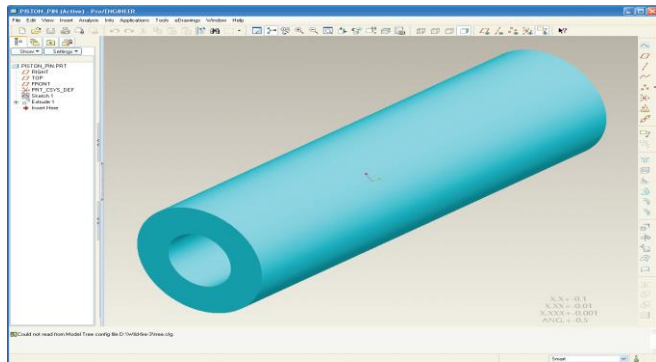 PISTON_PIN (Active) - Pro/ENGINEER
File Edit View Insert Analysis Info Applications Tools eDrawings Window Help
Show Settings
PISTON_PIN.PRT
RIGHT
TOP
FRONT
PRT_CSYS_DEF
Sketch 1
Extrude 1
Insert Here
X.X+-0.1
X.XX+-0.01
X.XXX+-0.001
ANG.+-0.5
Could not read from Model Tree config file
Smart